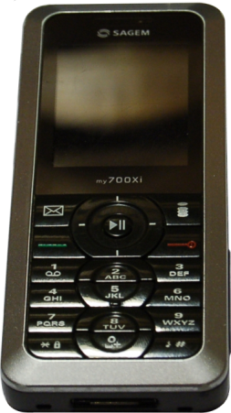 SAGEM
my700Xi
1 2 3
ABC DEF
4 5 6
GHI JKL MNO
7 8 9
PQRS TUV WXYZ
* 0 #